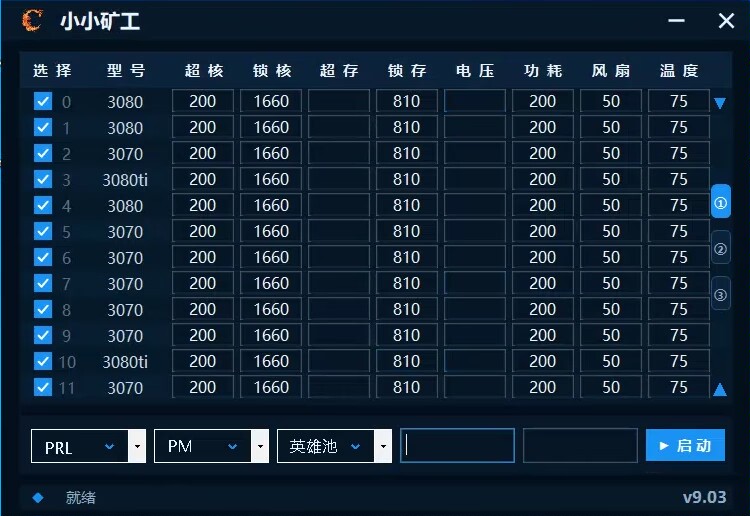 小小矿工
选择 型号 超核 锁核 超存 锁存 电压 功耗 风扇 温度
0 3080 200 1660 810 200 50 75
1 3080 200 1660 810 200 50 75
2 3070 200 1660 810 200 50 75
3 3080ti 200 1660 810 200 50 75
4 3080 200 1660 810 200 50 75
5 3070 200 1660 810 200 50 75
6 3070 200 1660 810 200 50 75
7 3070 200 1660 810 200 50 75
8 3070 200 1660 810 200 50 75
9 3070 200 1660 810 200 50 75
10 3080ti 200 1660 810 200 50 75
11 3070 200 1660 810 200 50 75
①
②
③
PRL PM 英雄池 启动
就绪 v9.03